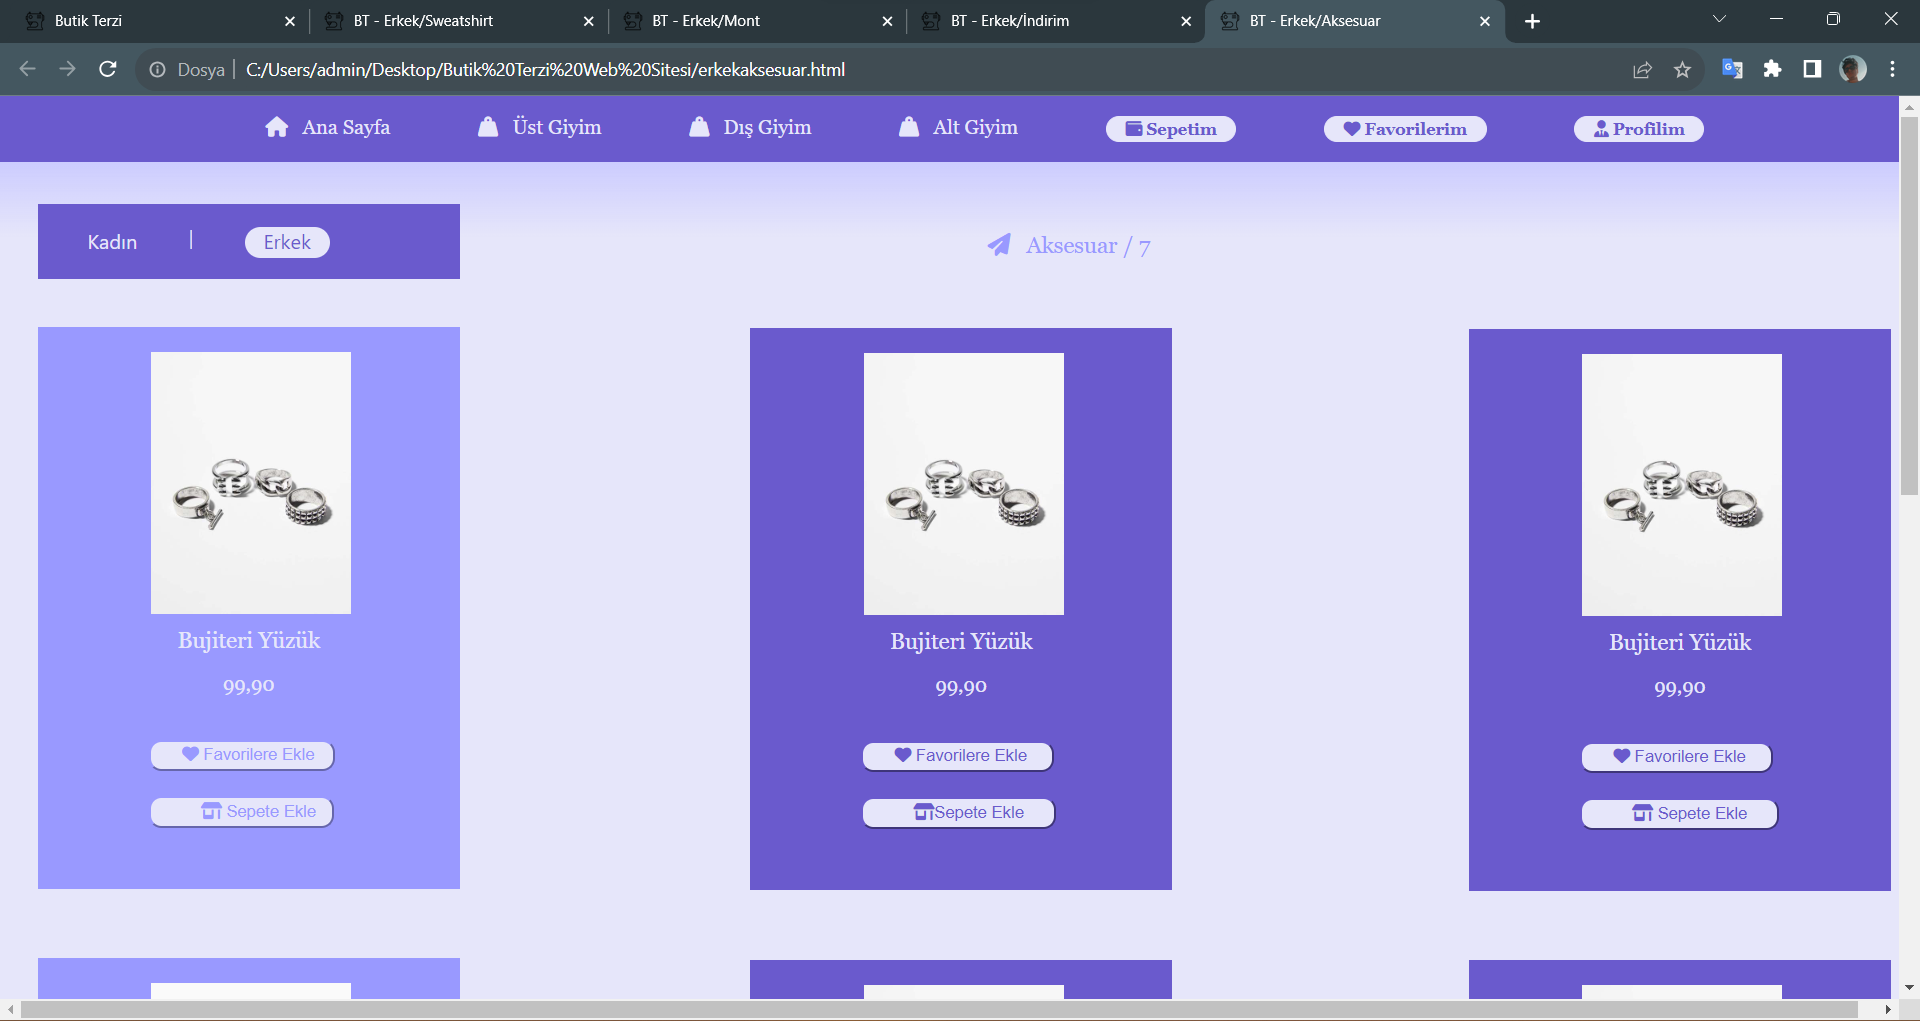 Butik Terzi
BT - Erkek/Sweatshirt
BT - Erkek/Mont
BT - Erkek/İndirim
BT - Erkek/Aksesuar
Dosya
C:/Users/admin/Desktop/Butik%20Terzi%20Web%20Sitesi/erkekaksesuar.html
Ana Sayfa
Üst Giyim
Dış Giyim
Alt Giyim
Sepetim
Favorilerim
Profilim
Kadın | Erkek
Aksesuar / 7
Bujiteri Yüzük
99,90
Favorilere Ekle
Sepete Ekle
Bujiteri Yüzük
99,90
Favorilere Ekle
Sepete Ekle
Bujiteri Yüzük
99,90
Favorilere Ekle
Sepete Ekle